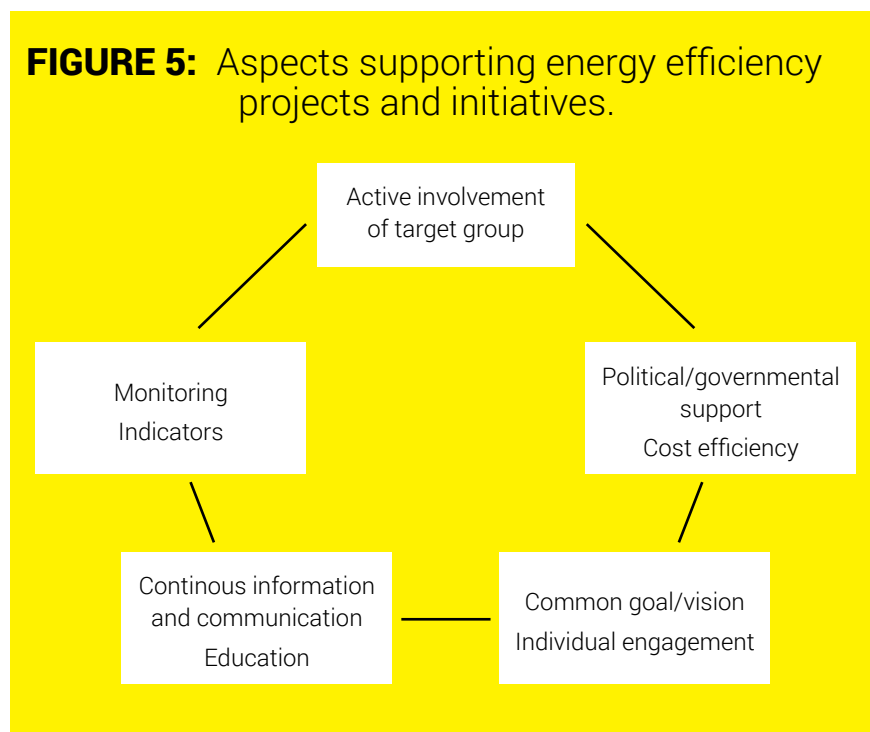 FIGURE 5: Aspects supporting energy efficiency
projects and initiatives.
Active involvement
of target group
Monitoring
Indicators
Political/governmental
support
Cost efficiency
Continous information
and communication
Education
Common goal/vision
Individual engagement